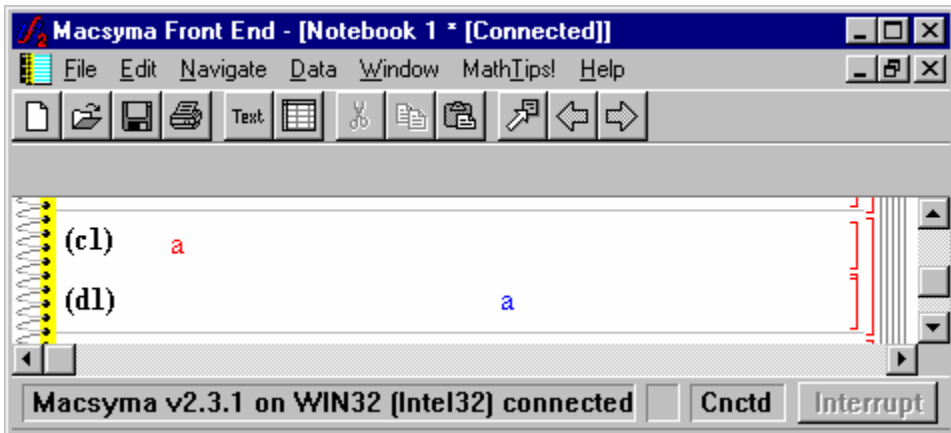 Macsyma Front End - [Notebook 1 * [Connected]]
File Edit Navigate Data Window MathTips! Help
Text
(c1) a
(d1) a
Macsyma v2.3.1 on WIN32 (Intel32) connected Cnctd Interrupt